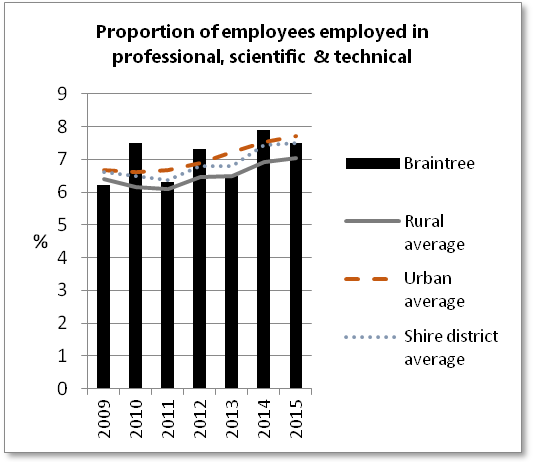 Proportion of employees employed in
professional, scientific & technical
9
8
7
6
5
4
3
2
1
0
%
2009
2010
2011
2012
2013
2014
2015
Braintree
Rural
average
Urban
average
Shire district
average